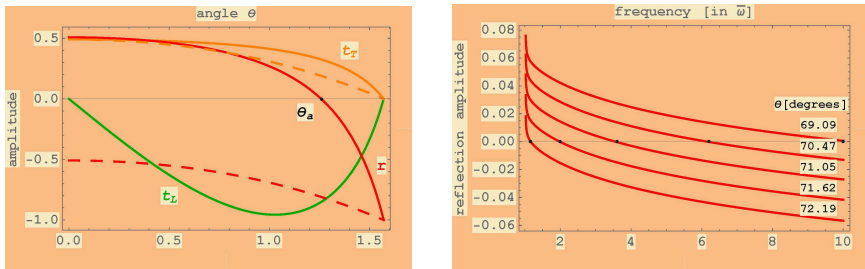 angle θ
amplitude
0.5
0.0
-0.5
-1.0
t_T
θ_a
r
t_L
0.0 0.5 1.0 1.5
frequency [in ω̅]
reflection amplitude
0.08
0.06
0.04
0.02
0.00
-0.02
-0.04
-0.06
θ[degrees]
69.09
70.47
71.05
71.62
72.19
2 4 6 8 10